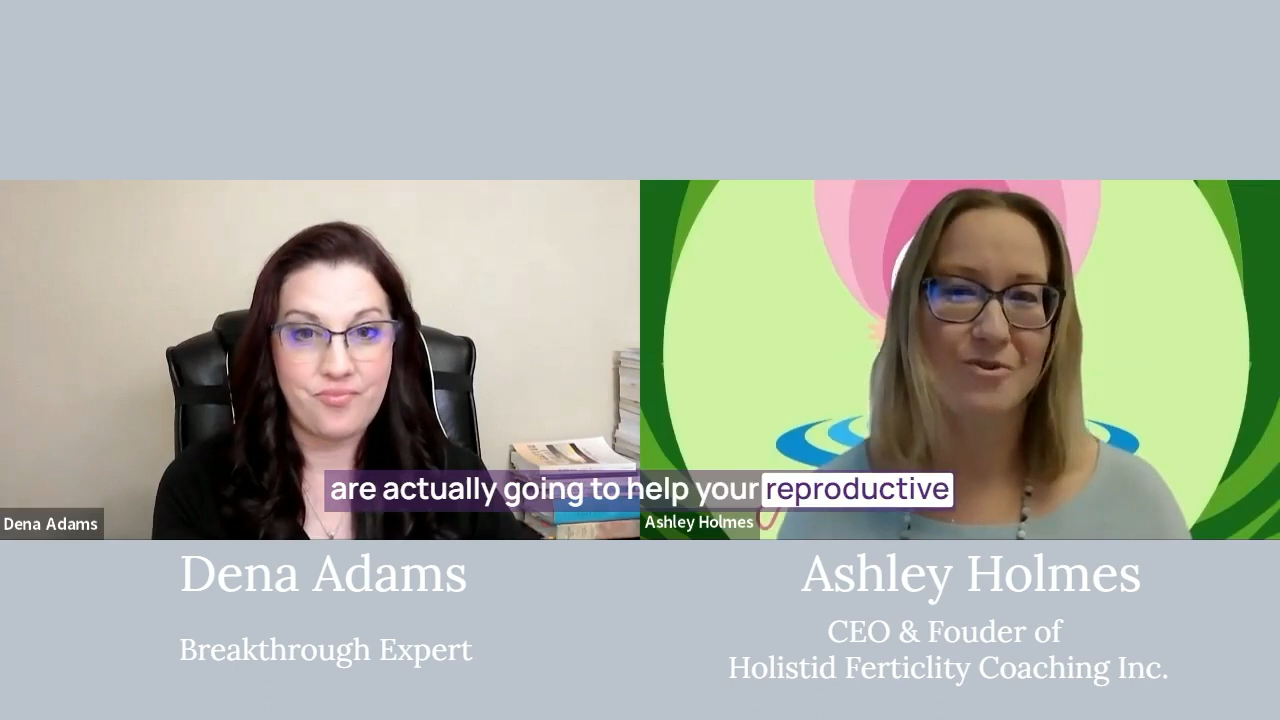 are actually going to help your reproductive
Dena Adams
Ashley Holmes
Dena Adams
Ashley Holmes
Breakthrough Expert
CEO & Fouder of
Holistid Ferticlity Coaching Inc.